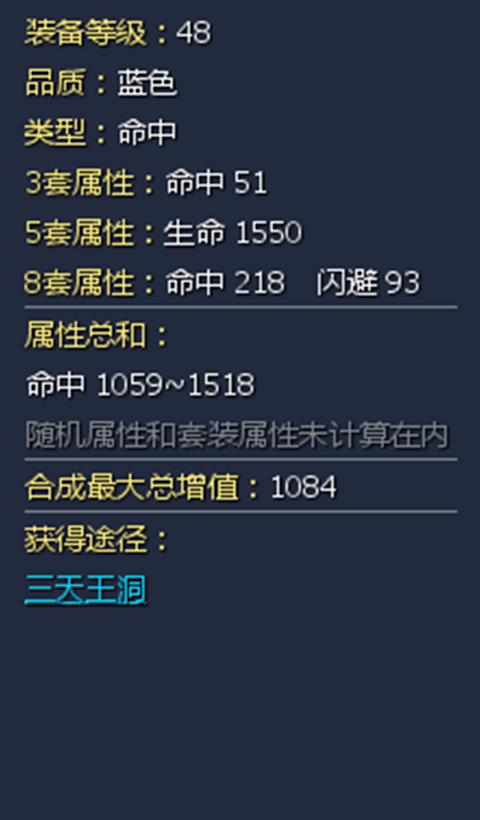 装备等级：48
品质：蓝色
类型：命中
3套属性：命中 51
5套属性：生命 1550
8套属性：命中 218 闪避 93
属性总和：
命中 1059~1518
随机属性和套装属性未计算在内
合成最大总增值：1084
获得途径：
三天王洞